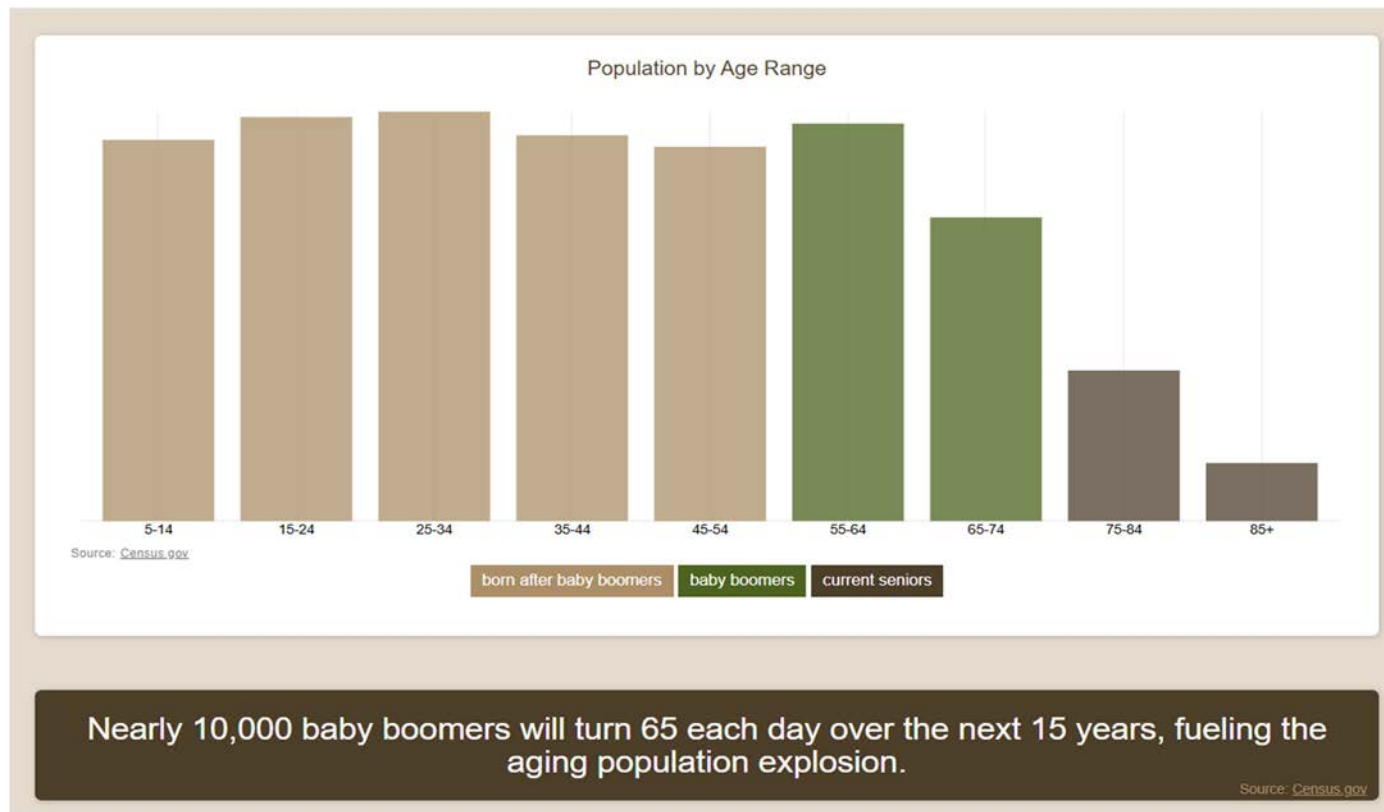 Population by Age Range
5-14
15-24
25-34
35-44
45-54
55-64
65-74
75-84
85+
Source: Census.gov
born after baby boomers
baby boomers
current seniors
Nearly 10,000 baby boomers will turn 65 each day over the next 15 years, fueling the
aging population explosion.
Source: Census.gov